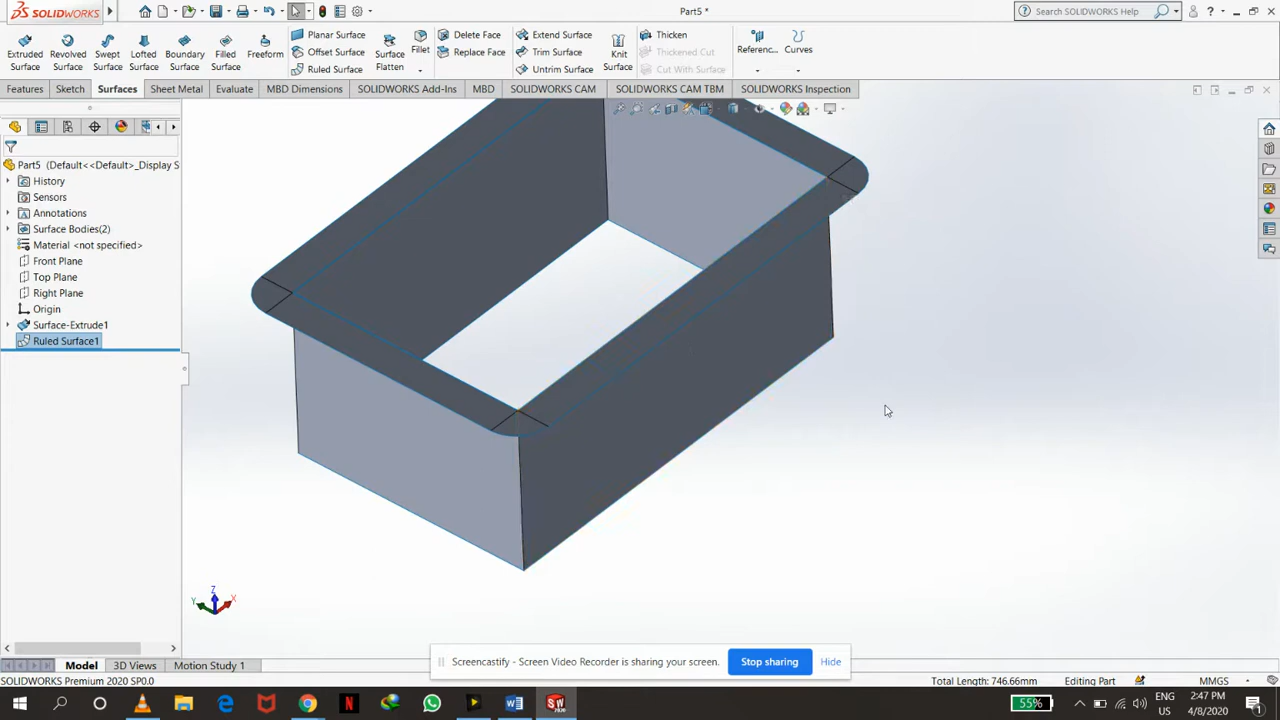 SOLIDWORKS
Part5 *
Search SOLIDWORKS Help
Extruded Surface
Revolved Surface
Swept Surface
Lofted Surface
Boundary Surface
Filled Surface
Freeform
Planar Surface
Offset Surface
Ruled Surface
Surface Flatten
Fillet
Delete Face
Replace Face
Extend Surface
Trim Surface
Untrim Surface
Knit Surface
Thicken
Thickened Cut
Cut With Surface
Referenc...
Curves
Features
Sketch
Surfaces
Sheet Metal
Evaluate
MBD Dimensions
SOLIDWORKS Add-Ins
MBD
SOLIDWORKS CAM
SOLIDWORKS CAM TBM
SOLIDWORKS Inspection
Part5 (Default<<Default>_Display S
History
Sensors
Annotations
Surface Bodies(2)
Material <not specified>
Front Plane
Top Plane
Right Plane
Origin
Surface-Extrude1
Ruled Surface1
Z
Y
X
Screencastify - Screen Video Recorder is sharing your screen.
Stop sharing
Hide
Model
3D Views
Motion Study 1
SOLIDWORKS Premium 2020 SP0.0
Total Length: 746.66mm
Editing Part
MMGS
55%
ENG
US
2:47 PM
4/8/2020